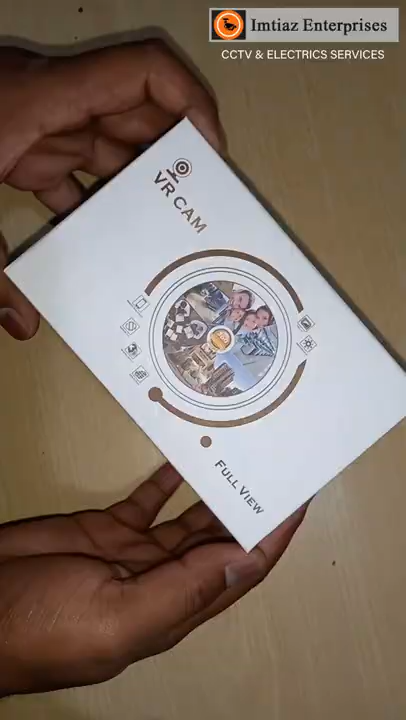 Imtiaz Enterprises
CCTV & ELECTRICS SERVICES
VR CAM
FULL VIEW